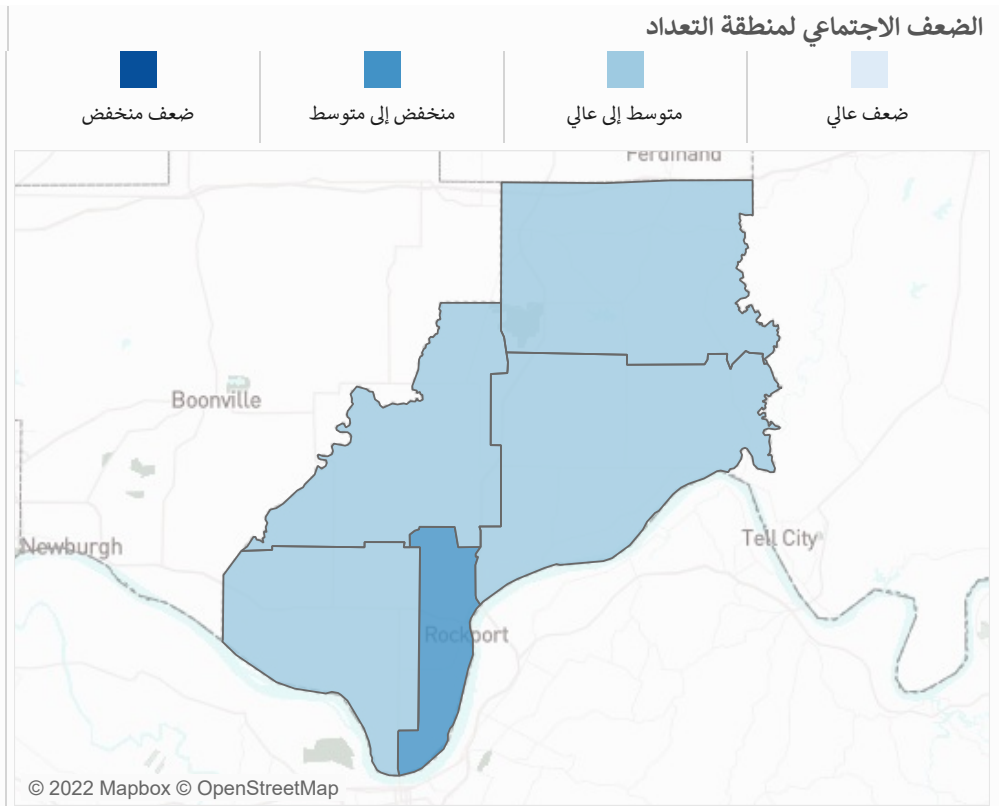 الضعف الاجتماعي لمنطقة التعداد
ضعف عالي
متوسط إلى عالي
منخفض إلى متوسط
ضعف منخفض
Ferdinand
Boonville
Newburgh
Tell City
Rockport
© 2022 Mapbox © OpenStreetMap